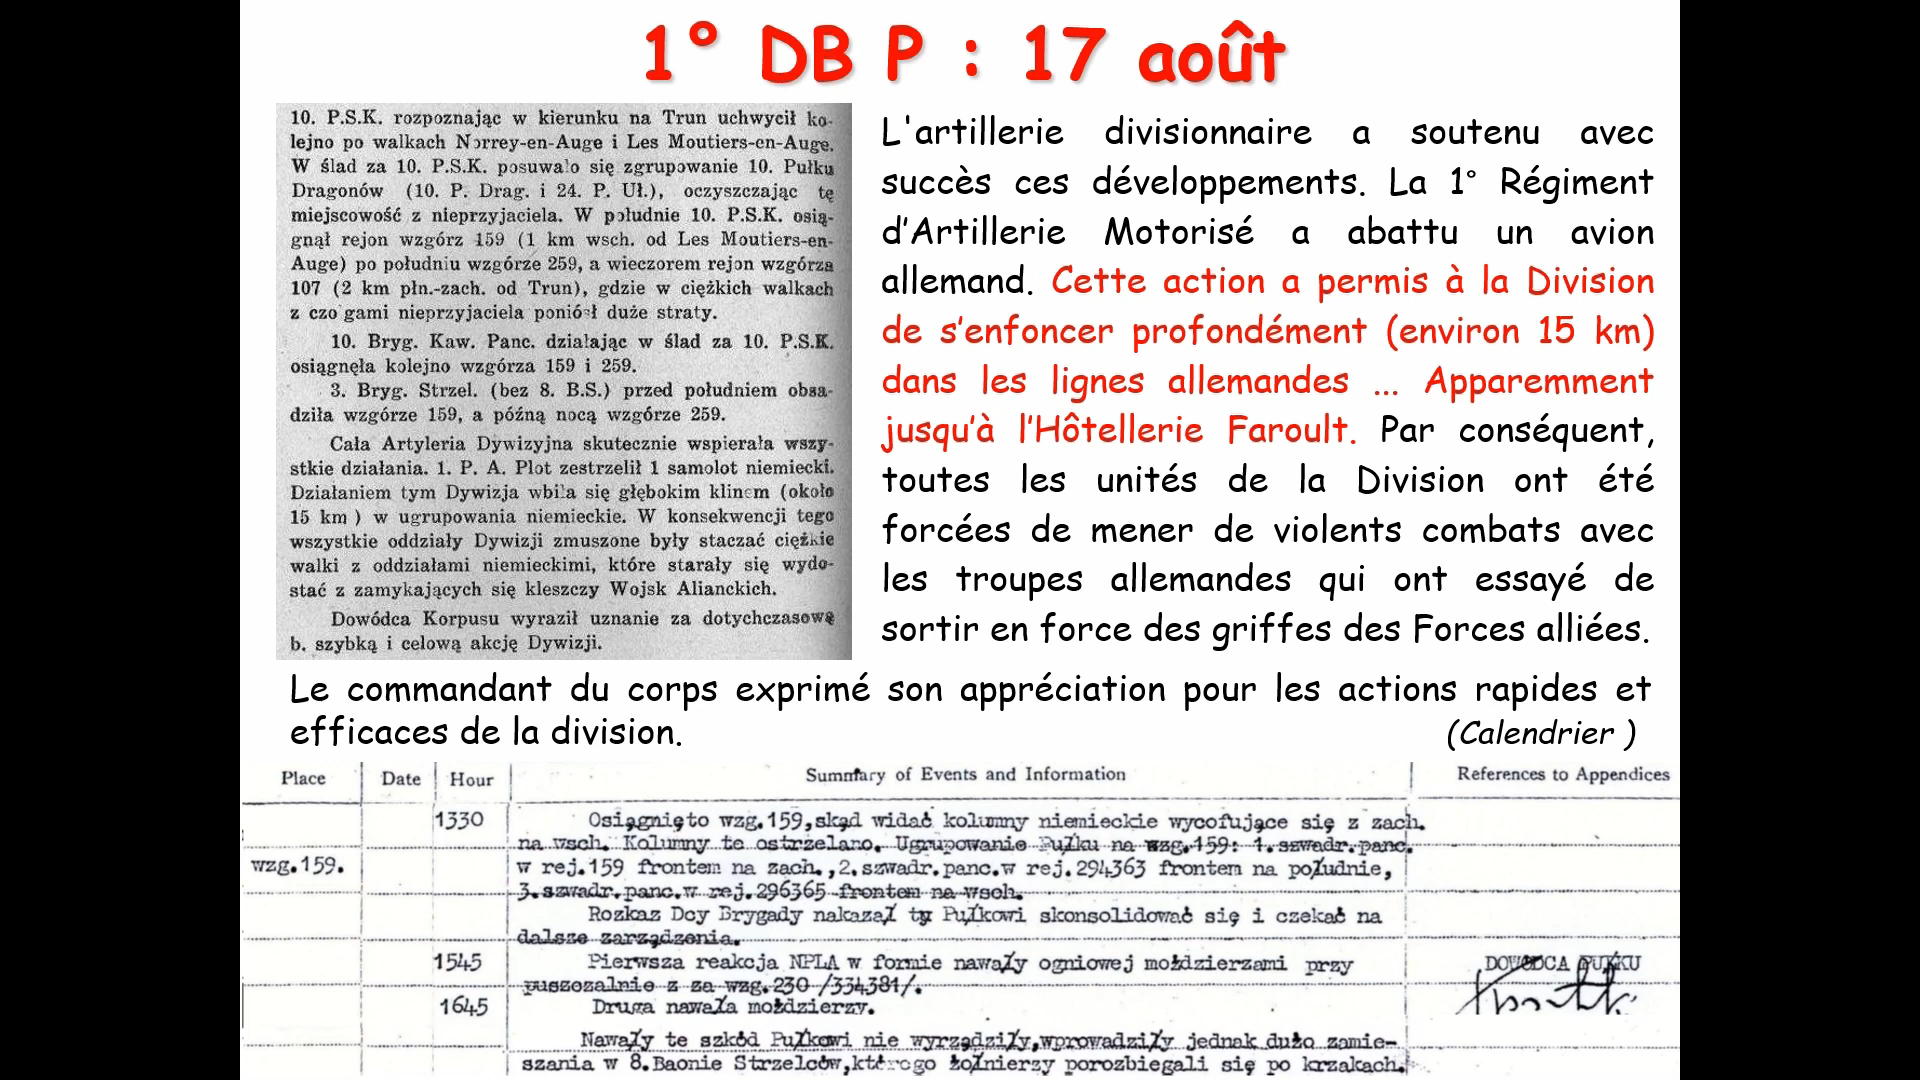 1° DB P : 17 août
10. P.S.K. rozpoznając w kierunku na Trun uchwycił ko-
lejno po walkach Norrey-en-Auge i Les Moutiers-en-Auge.
W ślad za 10. P.S.K. posuwało się zgrupowanie 10. Pułku
Dragonów (10. P. Drag. i 24. P. Uł.), oczyszczając tę
miejscowość z nieprzyjaciela. W południe 10. P.S.K. osią-
gnął rejon wzgórz 159 (1 km wsch. od Les Moutiers-en-
Auge) po południu wzgórze 259, a wieczorem rejon wzgórza
107 (2 km płn.-zach. od Trun), gdzie w ciężkich walkach
z czołgami nieprzyjaciela poniósł duże straty.
10. Bryg. Kaw. Panc. działając w ślad za 10. P.S.K.
osiągnęła kolejno wzgórza 159 i 259.
3. Bryg. Strzel. (bez 8. B.S.) przed południem obsa-
dziła wzgórze 159, a późną nocą wzgórze 259.
Cała Artyleria Dywizyjna skutecznie wspierała wszy-
stkie działania. 1. P. A. Plot zestrzelił 1 samolot niemiecki.
Działaniem tym Dywizja wbiła się głębokim klinem (około
15 km ) w ugrupowania niemieckie. W konsekwencji tego
wszystkie oddziały Dywizji zmuszone były staczać ciężkie
walki z oddziałami niemieckimi, które starały się wydo-
stać z zamykających się kleszczy Wojsk Alianckich.
Dowódca Korpusu wyraził uznanie za dotychczasową
b. szybką i celową akcję Dywizji.
L'artillerie divisionnaire a soutenu avec
succès ces développements. La 1° Régiment
d’Artillerie Motorisé a abattu un avion
allemand. Cette action a permis à la Division
de s’enfoncer profondément (environ 15 km)
dans les lignes allemandes ... Apparemment
jusqu’à l’Hôtellerie Faroult. Par conséquent,
toutes les unités de la Division ont été
forcées de mener de violents combats avec
les troupes allemandes qui ont essayé de
sortir en force des griffes des Forces alliées.
Le commandant du corps exprimé son appréciation pour les actions rapides et
efficaces de la division.
(Calendrier )
Place Date Hour Summary of Events and Information References to Appendices
1330 Osiągnięto wzg.159,skąd widać kolumny niemieckie wycofujące się z zach.
na wsch. Kolumny te ostrzelano. Ugrupowanie Pułku na wzg.159: 1.szwadr.panc.
wzg.159. w rej.159 frontem na zach.,2.szwadr.panc.w rej.294363 frontem na południe,
3.szwadr.panc.w rej.296365 frontem na wsch.
Rozkaz Dcy Brygady nakazał ty Pułkowi skonsolidować się i czekać na
dalsze zarządzenia.
1545 Pierwsza reakcja NPLA w formie nawały ogniowej moździerzami przy
puszczalnie z za wzg.230 /334381/. DOWÓDCA PUŁKU
1645 Druga nawała moździerzy.
Nawały te szkód Pułkowi nie wyrządziły,wprowadziły jednak dużo zamie-
szania w 8.Baonie Strzelców,którego żołnierzy porozbiegali się po krzakach.